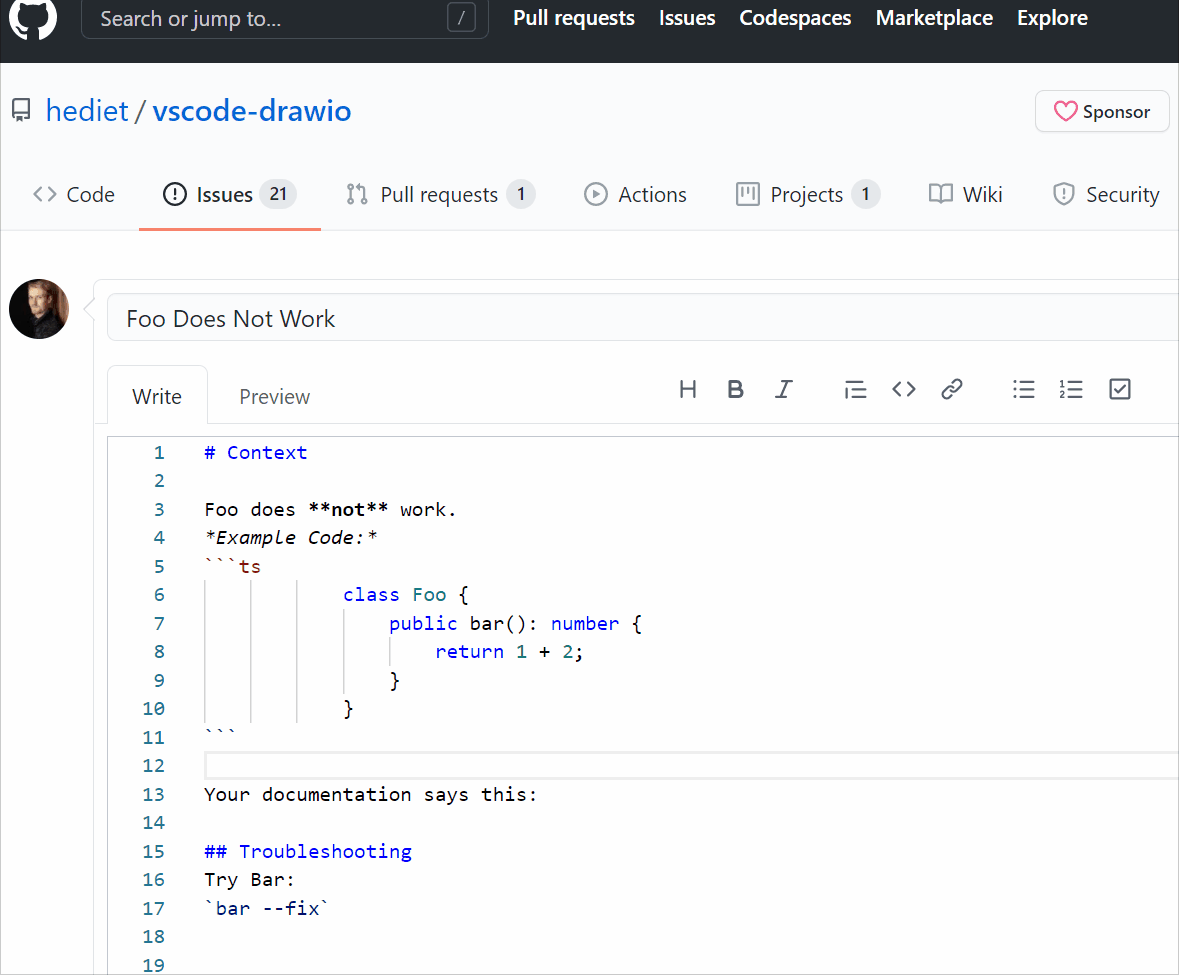 Search or jump to... / Pull requests Issues Codespaces Marketplace Explore
hediet / vscode-drawio Sponsor
Code Issues 21 Pull requests 1 Actions Projects 1 Wiki Security
Foo Does Not Work
Write Preview H B I
1 # Context
2
3 Foo does **not** work.
4 *Example Code:*
5 ```ts
6             class Foo {
7                 public bar(): number {
8                     return 1 + 2;
9                 }
10             }
11 ```
12
13 Your documentation says this:
14
15 ## Troubleshooting
16 Try Bar:
17 `bar --fix`
18
19